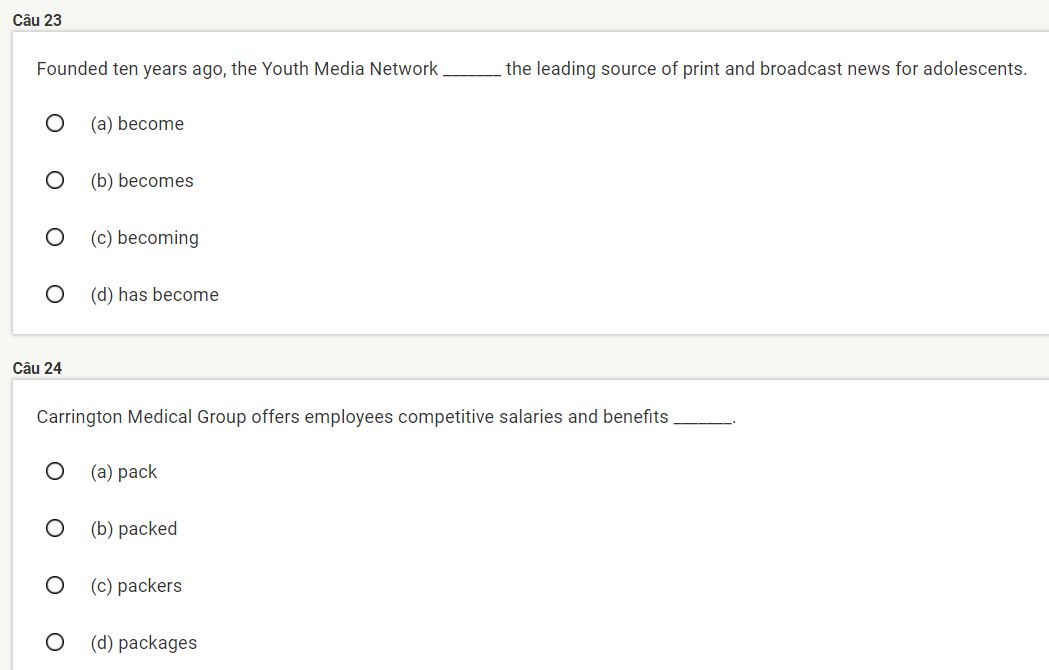 Câu 23
Founded ten years ago, the Youth Media Network _______ the leading source of print and broadcast news for adolescents.
(a) become
(b) becomes
(c) becoming
(d) has become
Câu 24
Carrington Medical Group offers employees competitive salaries and benefits _______.
(a) pack
(b) packed
(c) packers
(d) packages